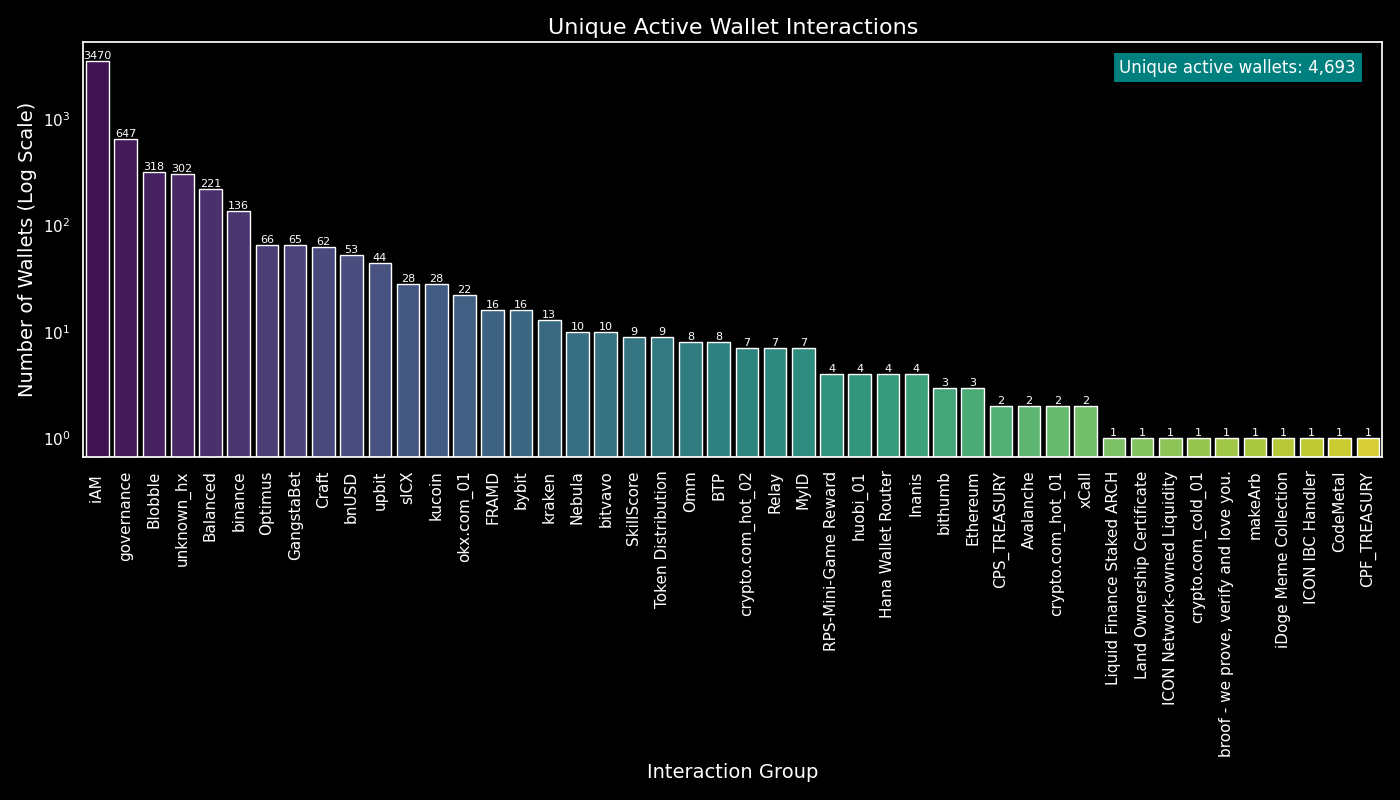 Unique Active Wallet Interactions
Unique active wallets: 4,693
Number of Wallets (Log Scale)
10³
10²
10¹
10⁰
3470
647
318
302
221
136
66
65
62
53
44
28
28
22
16
16
13
10
10
9
9
8
8
7
7
7
4
4
4
4
3
3
2
2
2
2
1
1
1
1
1
1
1
1
1
1
iAM
governance
Blobble
unknown_hx
Balanced
binance
Optimus
GangstaBet
Craft
bnUSD
upbit
sICX
kucoin
okx.com_01
FRAMD
bybit
kraken
Nebula
bitvavo
SkillScore
Token Distribution
Omm
BTP
crypto.com_hot_02
Relay
MyID
RPS-Mini-Game Reward
huobi_01
Hana Wallet Router
Inanis
bithumb
Ethereum
CPS_TREASURY
Avalanche
crypto.com_hot_01
xCall
Liquid Finance Staked ARCH
Land Ownership Certificate
ICON Network-owned Liquidity
crypto.com_cold_01
broof - we prove, verify and love you.
makeArb
iDoge Meme Collection
ICON IBC Handler
CodeMetal
CPF_TREASURY
Interaction Group